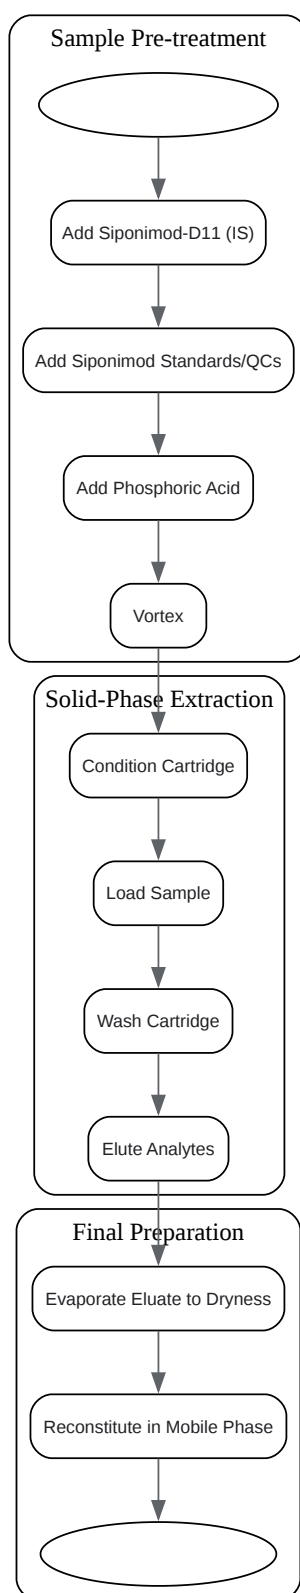 Sample Pre-treatment
Add Siponimod-D11 (IS)
Add Siponimod Standards/QCs
Add Phosphoric Acid
Vortex
Solid-Phase Extraction
Condition Cartridge
Load Sample
Wash Cartridge
Elute Analytes
Final Preparation
Evaporate Eluate to Dryness
Reconstitute in Mobile Phase